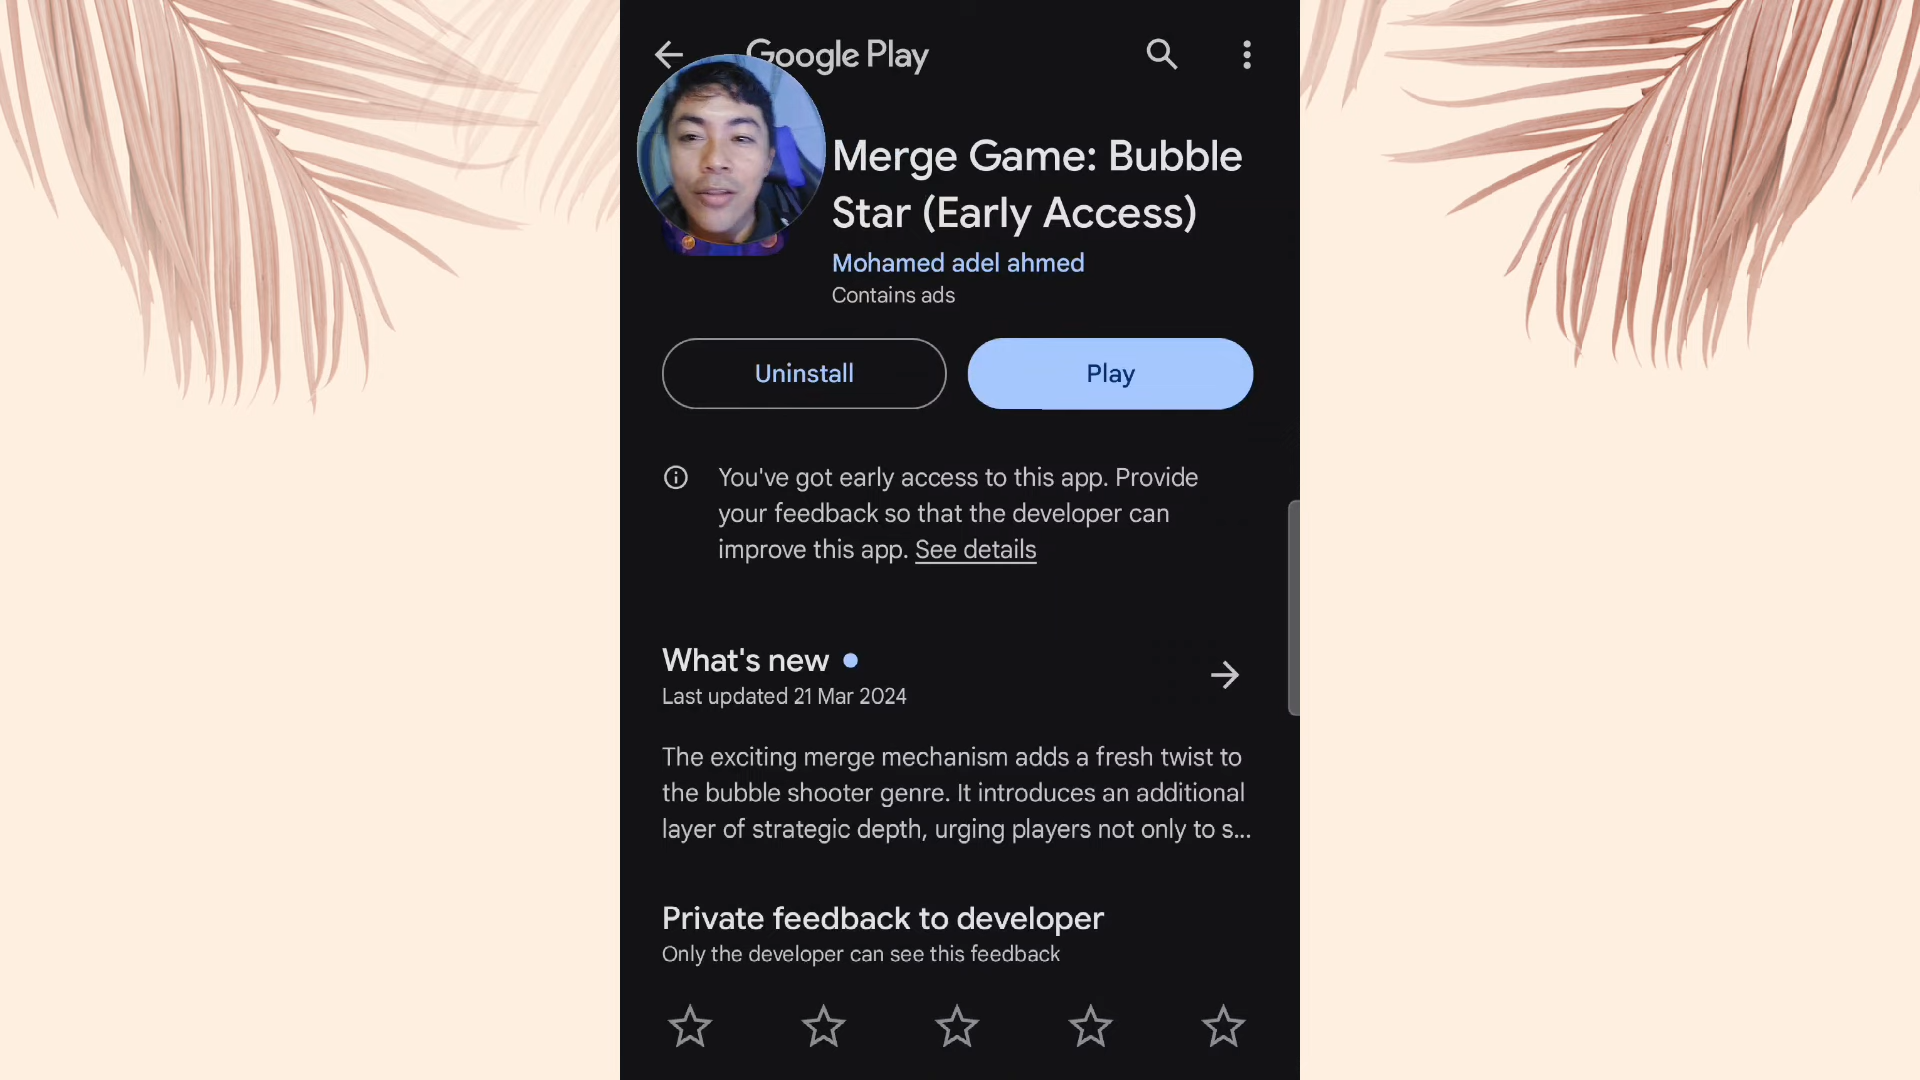 Google Play
Merge Game: Bubble
Star (Early Access)
Mohamed adel ahmed
Contains ads
Uninstall
Play
You've got early access to this app. Provide
your feedback so that the developer can
improve this app. See details
What's new
Last updated 21 Mar 2024
The exciting merge mechanism adds a fresh twist to
the bubble shooter genre. It introduces an additional
layer of strategic depth, urging players not only to s...
Private feedback to developer
Only the developer can see this feedback